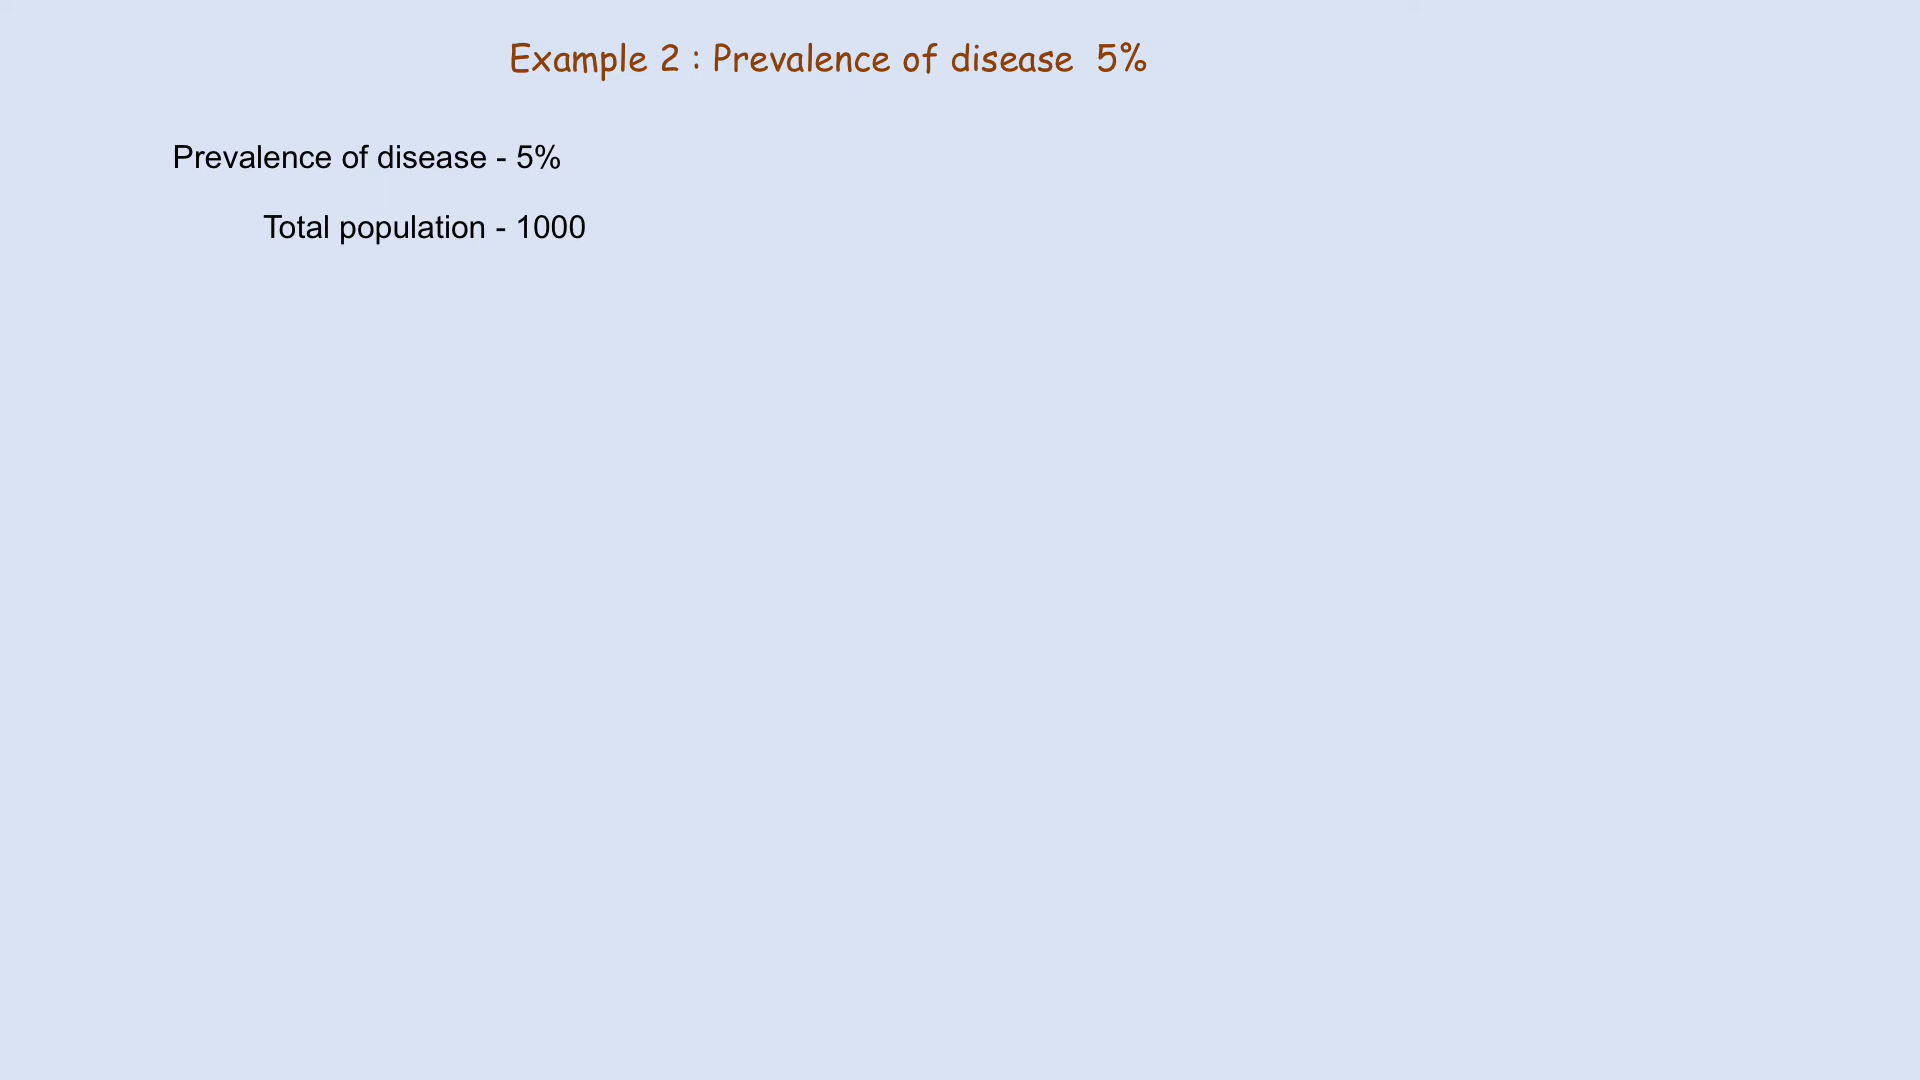 Example 2 : Prevalence of disease 5%
Prevalence of disease - 5%
Total population - 1000